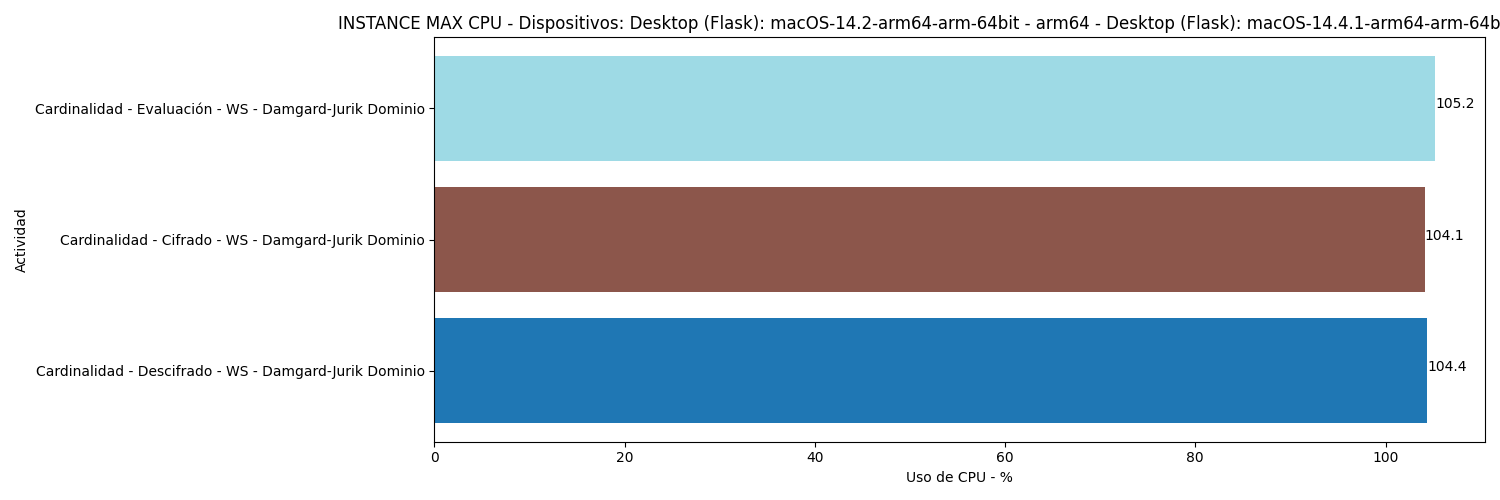 INSTANCE MAX CPU - Dispositivos: Desktop (Flask): macOS-14.2-arm64-arm-64bit - arm64 - Desktop (Flask): macOS-14.4.1-arm64-arm-64b
Cardinalidad - Evaluación - WS - Damgard-Jurik Dominio
105.2
Cardinalidad - Cifrado - WS - Damgard-Jurik Dominio
104.1
Cardinalidad - Descifrado - WS - Damgard-Jurik Dominio
104.4
Actividad
0 20 40 60 80 100
Uso de CPU - %